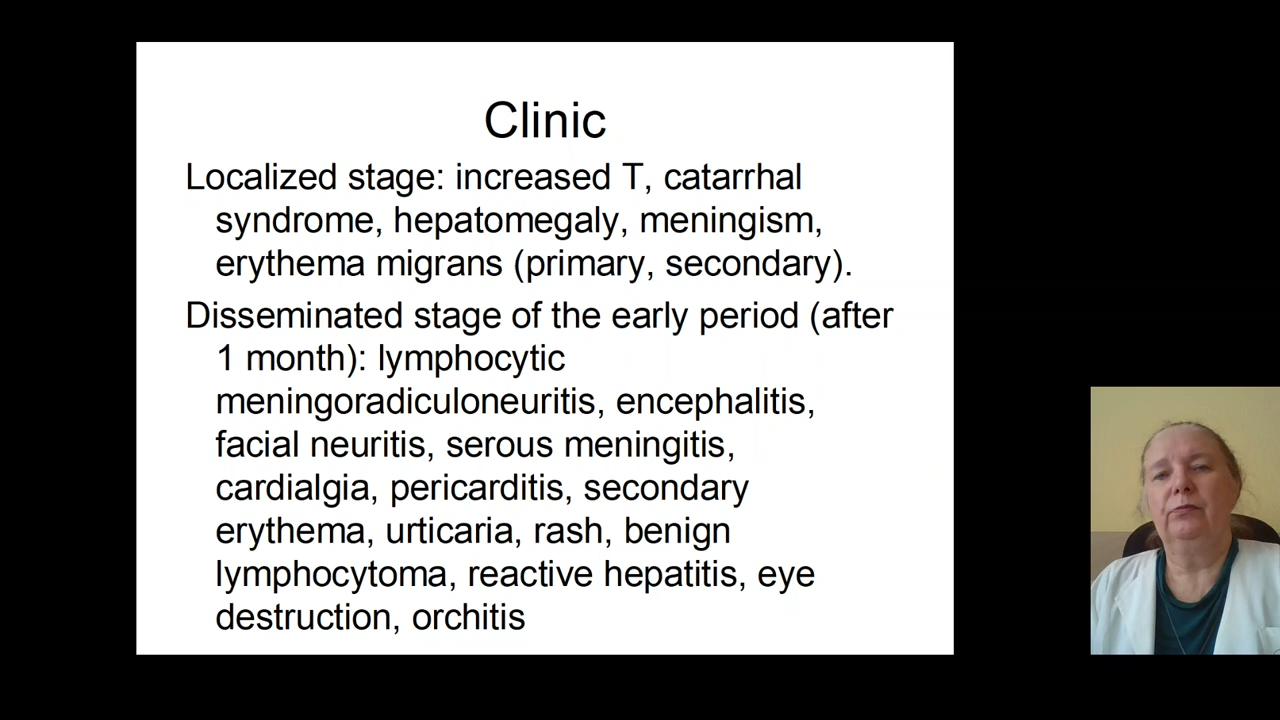 Clinic
Localized stage: increased T, catarrhal
syndrome, hepatomegaly, meningism,
erythema migrans (primary, secondary).
Disseminated stage of the early period (after
1 month): lymphocytic
meningoradiculoneuritis, encephalitis,
facial neuritis, serous meningitis,
cardialgia, pericarditis, secondary
erythema, urticaria, rash, benign
lymphocytoma, reactive hepatitis, eye
destruction, orchitis